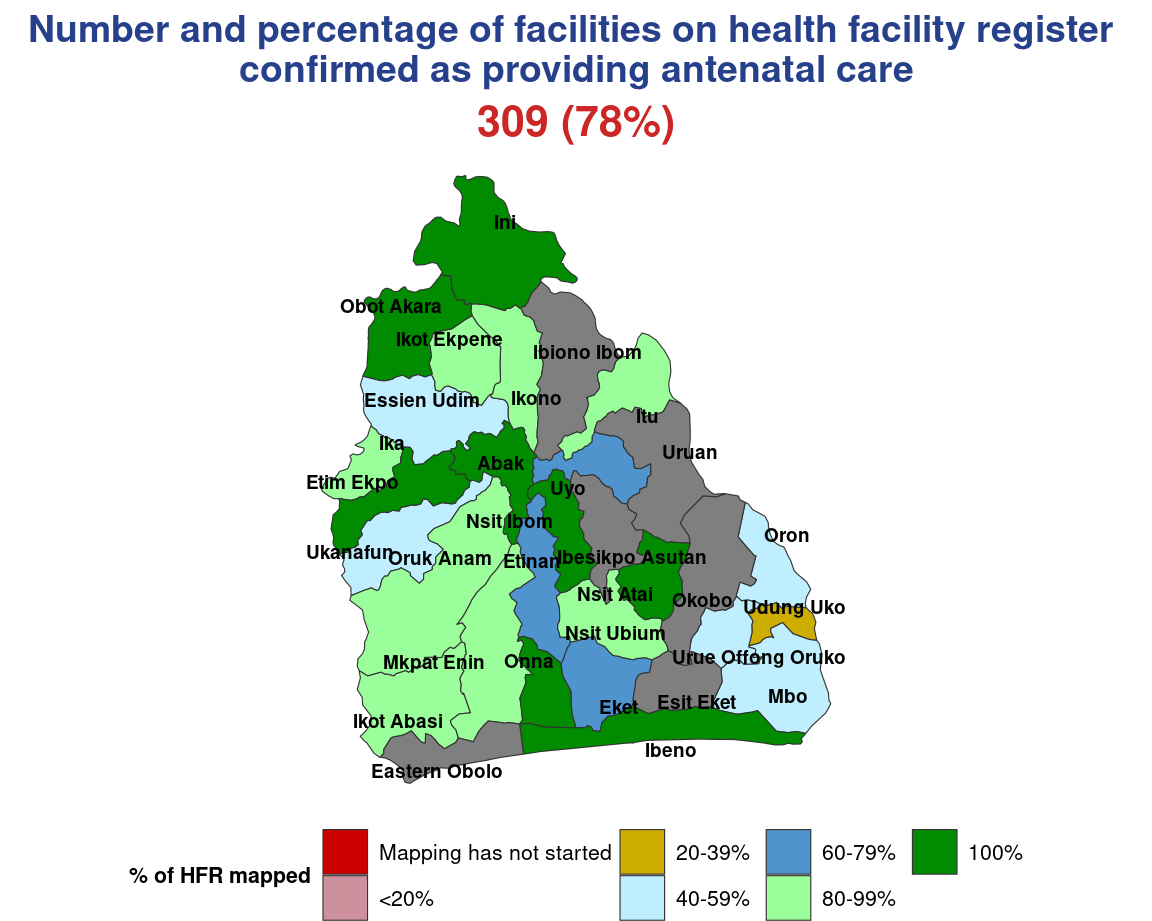 Number and percentage of facilities on health facility register
confirmed as providing antenatal care
309 (78%)
Ini
Obot Akara
Ikot Ekpene
Ibiono Ibom
Essien Udim
Ikono
Itu
Ika
Uruan
Abak
Etim Ekpo
Uyo
Nsit Ibom
Oron
Ukanafun
Oruk Anam
Etinan
Ibesikpo Asutan
Nsit Atai
Okobo
Udung Uko
Nsit Ubium
Mkpat Enin
Onna
Urue Offong Oruko
Mbo
Esit Eket
Eket
Ikot Abasi
Ibeno
Eastern Obolo
% of HFR mapped
Mapping has not started
<20%
20-39%
40-59%
60-79%
80-99%
100%